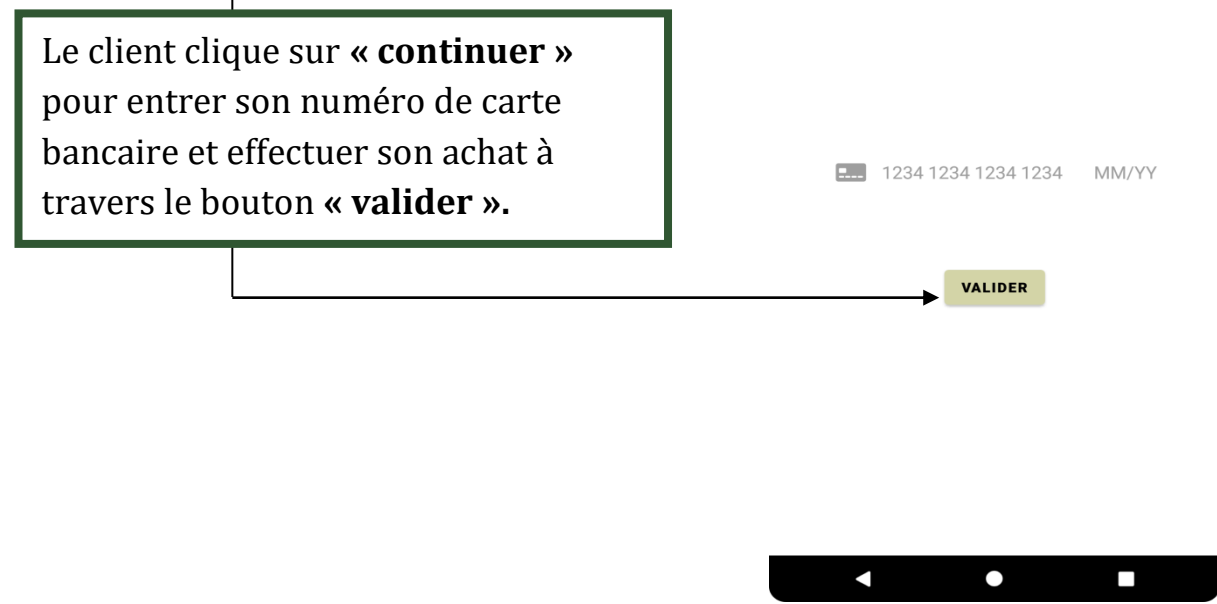 Le client clique sur « continuer »
pour entrer son numéro de carte
bancaire et effectuer son achat à
travers le bouton « valider ».
1234 1234 1234 1234 MM/YY
VALIDER